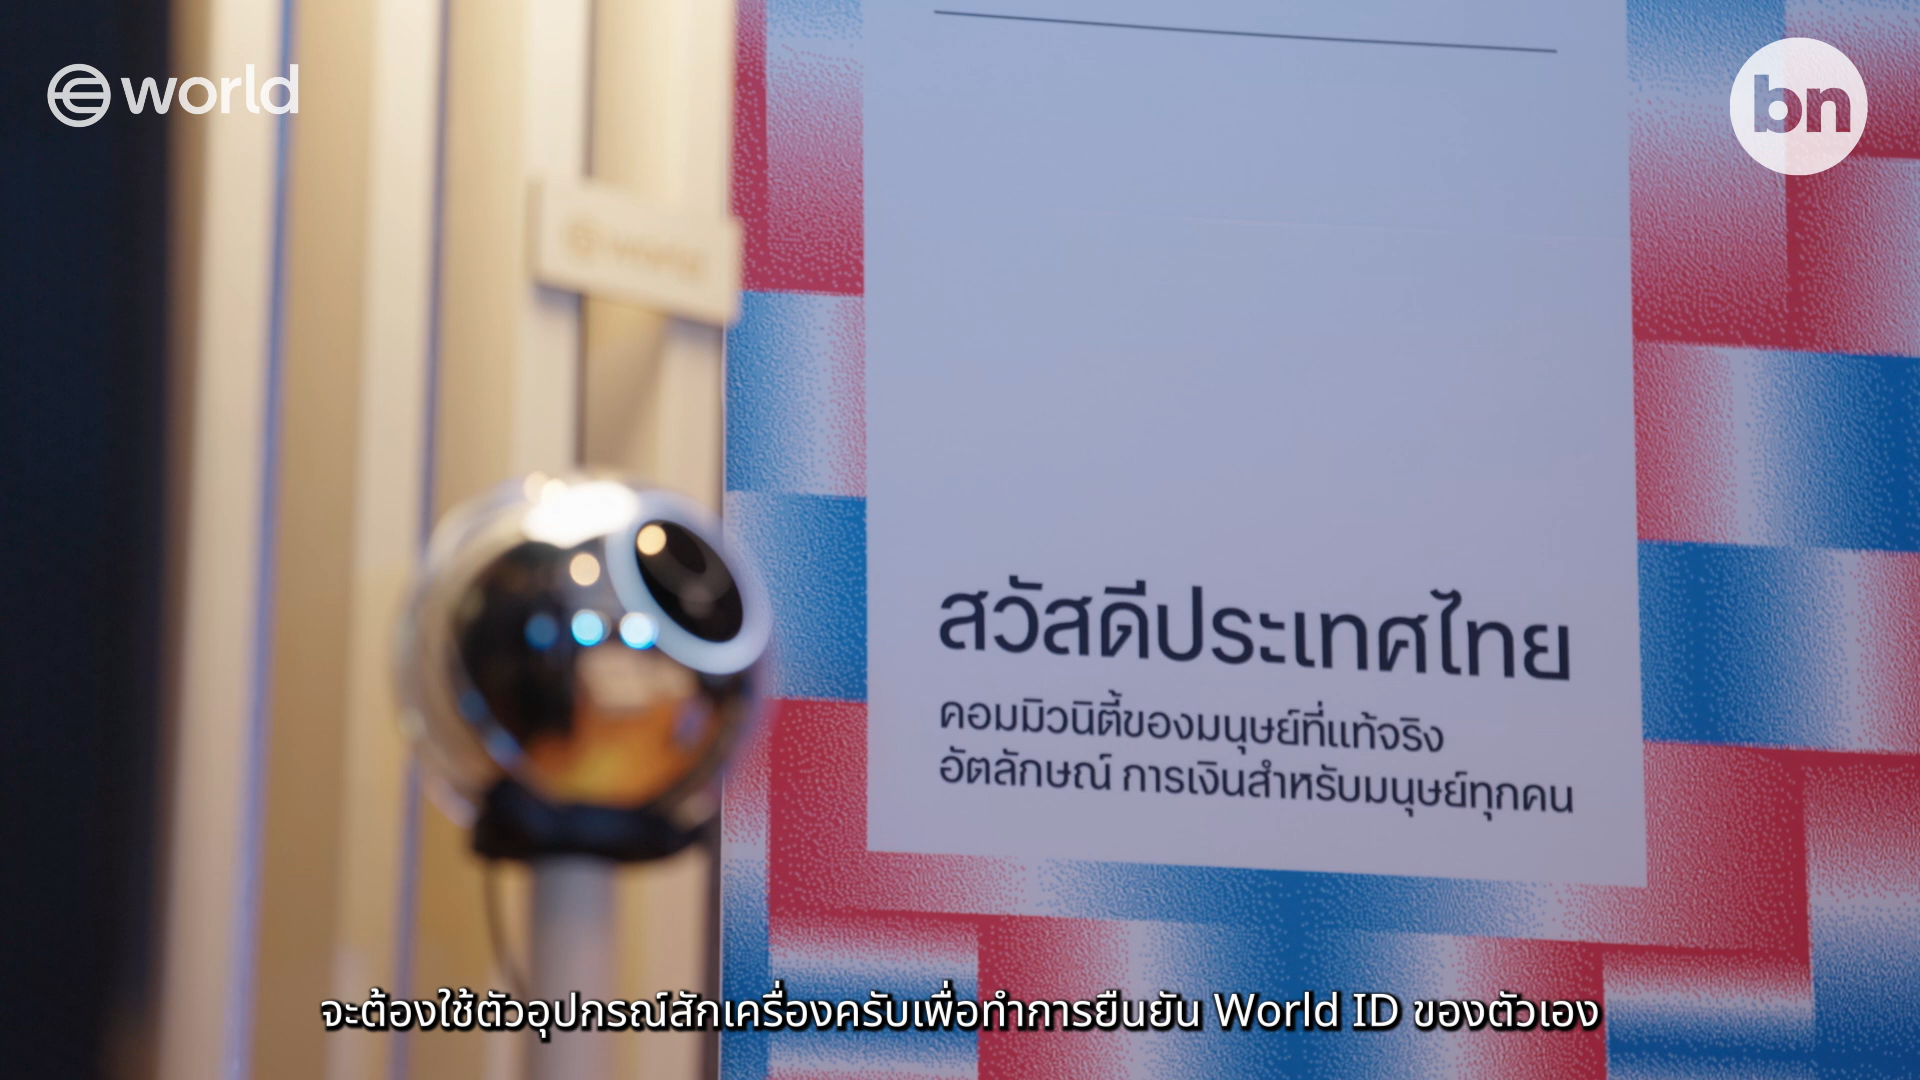 world
bn
world
สวัสดีประเทศไทย
คอมมิวนิตี้ของมนุษย์ที่แท้จริง
อัตลักษณ์ การเงินสำหรับมนุษย์ทุกคน
จะต้องใช้ตัวอุปกรณ์สักเครื่องครับเพื่อทำการยืนยัน World ID ของตัวเอง